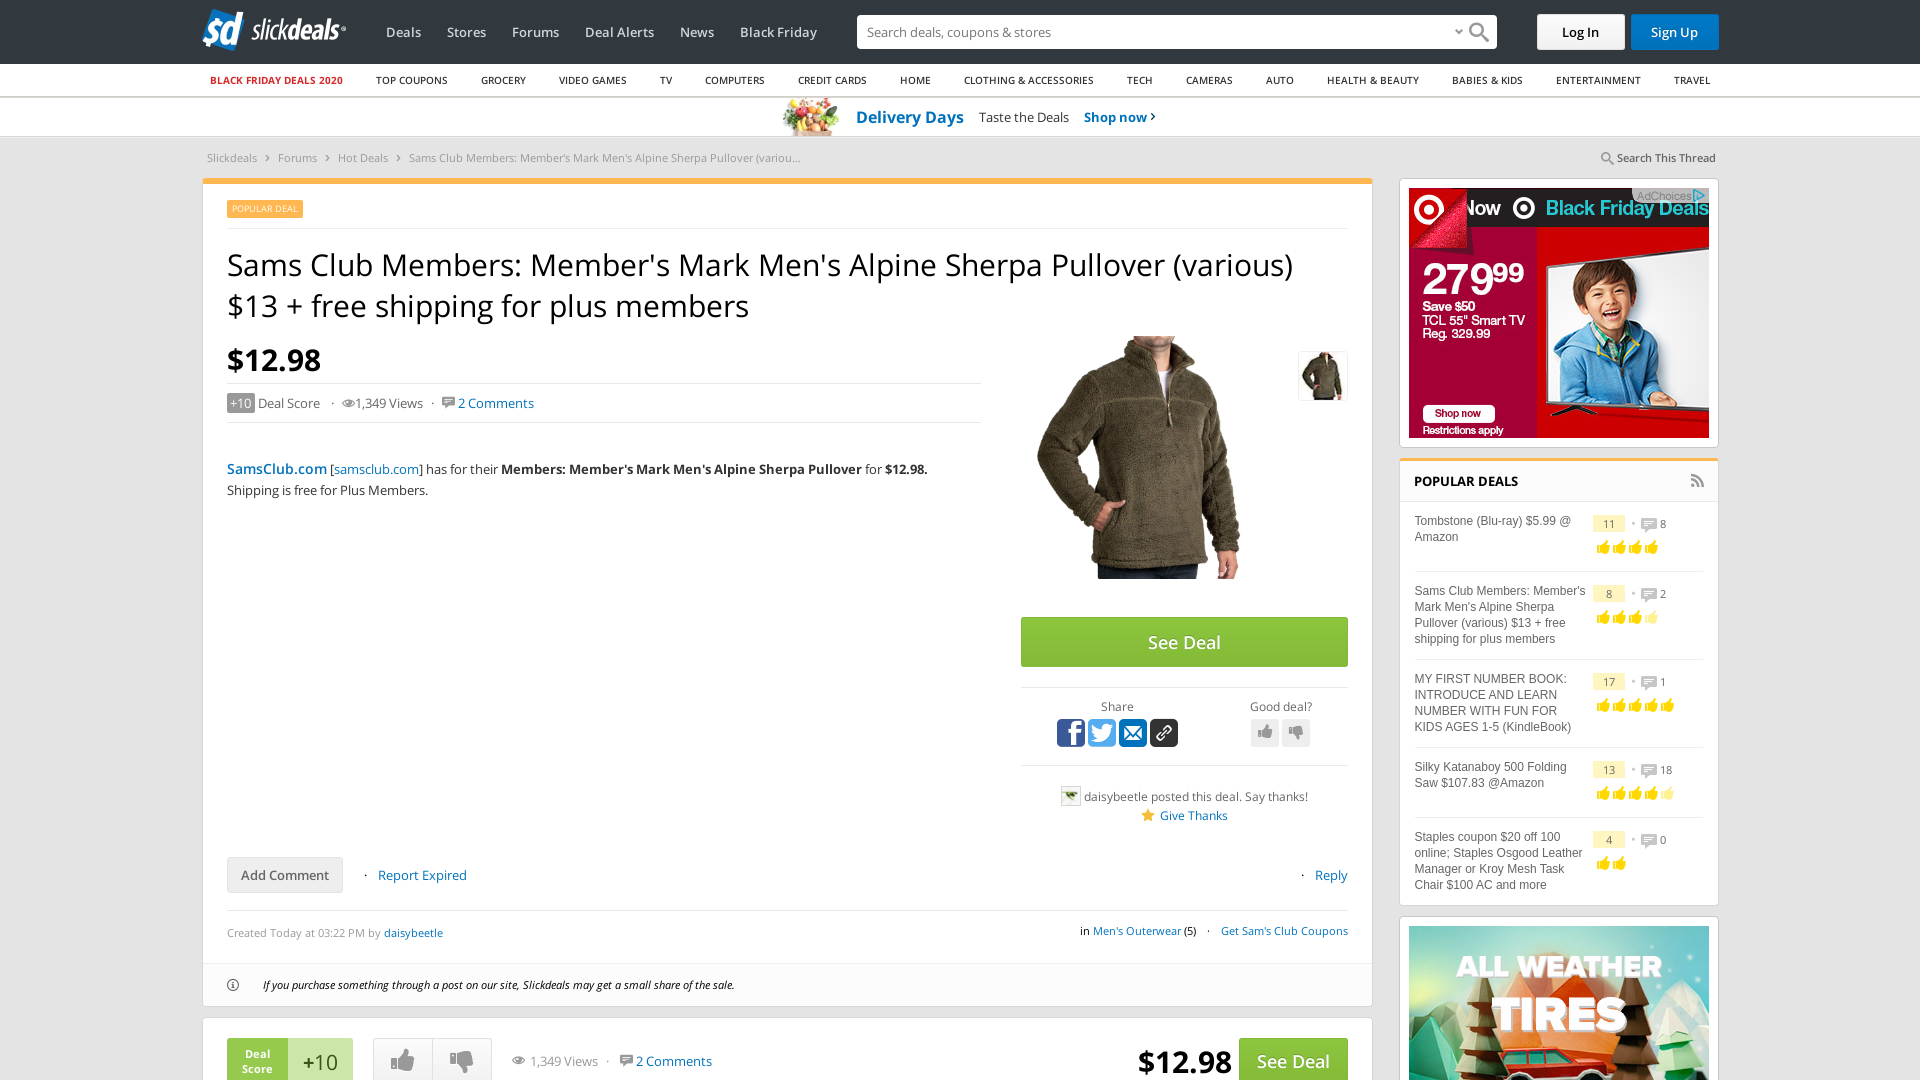 slickdeals
Deals
Stores
Forums
Deal Alerts
News
Black Friday
Search deals, coupons & stores
Log In
Sign Up
BLACK FRIDAY DEALS 2020
TOP COUPONS
GROCERY
VIDEO GAMES
TV
COMPUTERS
CREDIT CARDS
HOME
CLOTHING & ACCESSORIES
TECH
CAMERAS
AUTO
HEALTH & BEAUTY
BABIES & KIDS
ENTERTAINMENT
TRAVEL
Delivery Days Taste the Deals Shop now ›
Slickdeals › Forums › Hot Deals › Sams Club Members: Member's Mark Men's Alpine Sherpa Pullover (variou...
Search This Thread
POPULAR DEAL
Sams Club Members: Member's Mark Men's Alpine Sherpa Pullover (various)
$13 + free shipping for plus members
$12.98
+10 Deal Score · 1,349 Views · 2 Comments
SamsClub.com [samsclub.com] has for their Members: Member's Mark Men's Alpine Sherpa Pullover for $12.98.
Shipping is free for Plus Members.
See Deal
Share
Good deal?
daisybeetle posted this deal. Say thanks!
Give Thanks
Add Comment · Report Expired
· Reply
Created Today at 03:22 PM by daisybeetle
in Men's Outerwear (5) · Get Sam's Club Coupons
If you purchase something through a post on our site, Slickdeals may get a small share of the sale.
Deal
Score
+10
1,349 Views · 2 Comments
$12.98
See Deal
AdChoices
Now
Black Friday Deals
27999
Save $50
TCL 55" Smart TV
Reg. 329.99
Shop now
Restrictions apply
POPULAR DEALS
Tombstone (Blu-ray) $5.99 @
Amazon
11 · 8
Sams Club Members: Member's
Mark Men's Alpine Sherpa
Pullover (various) $13 + free
shipping for plus members
8 · 2
MY FIRST NUMBER BOOK:
INTRODUCE AND LEARN
NUMBER WITH FUN FOR
KIDS AGES 1-5 (KindleBook)
17 · 1
Silky Katanaboy 500 Folding
Saw $107.83 @Amazon
13 · 18
Staples coupon $20 off 100
online; Staples Osgood Leather
Manager or Kroy Mesh Task
Chair $100 AC and more
4 · 0
ALL WEATHER
TIRES